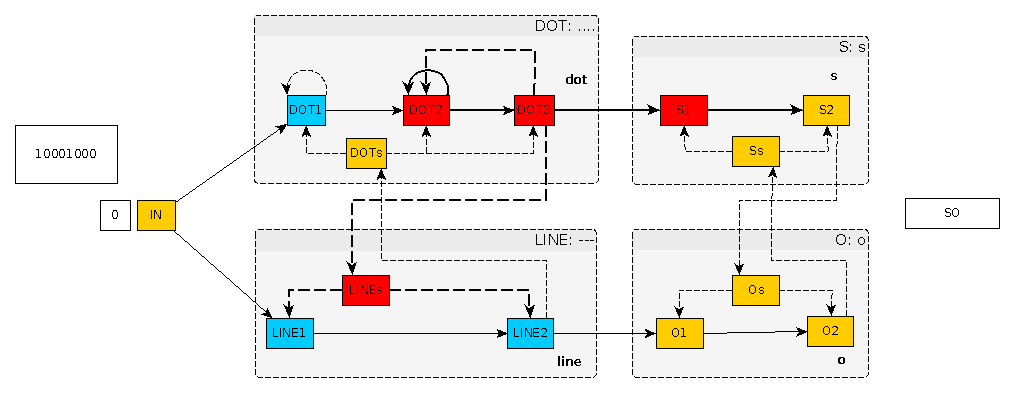 DOT: ....
S: s
dot
s
DOT1
DOT2
DOT3
S1
S2
10001000
DOTs
Ss
0
IN
SO
LINE: ---
O: o
LINEs
Os
LINE1
LINE2
O1
O2
line
o